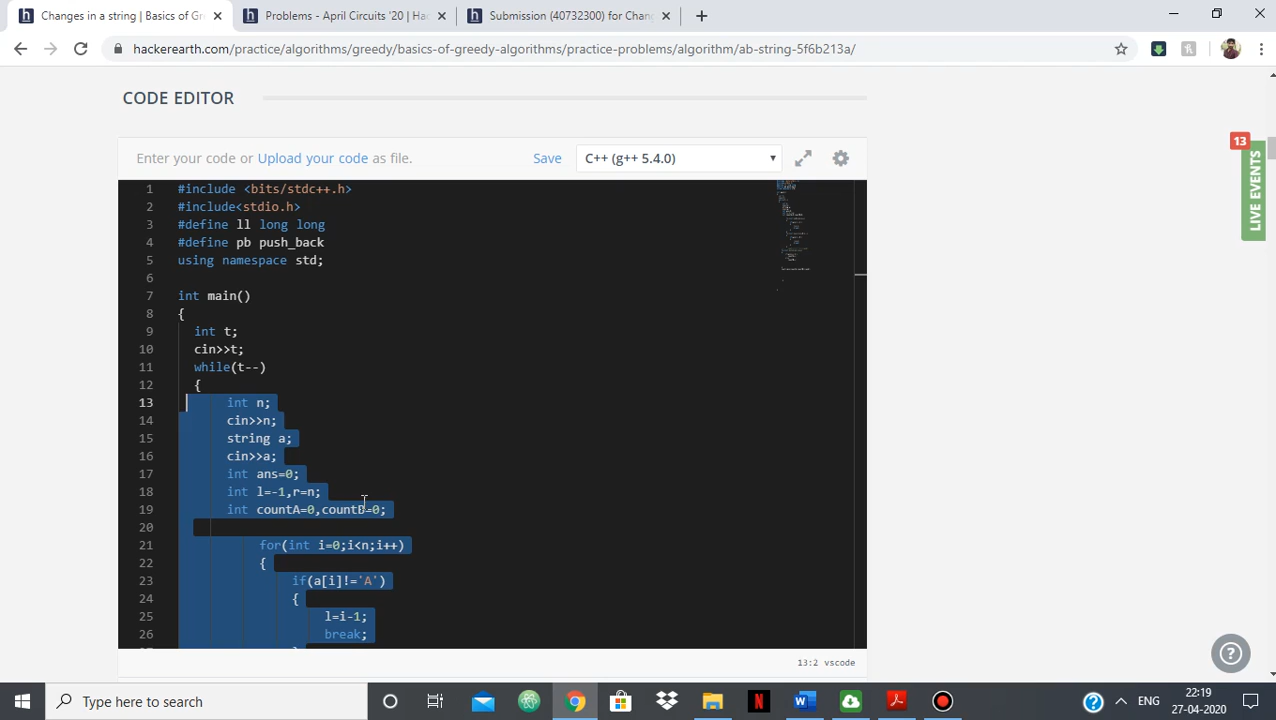 Changes in a string | Basics of Gre
Problems - April Circuits '20 | Hac
Submission (40732300) for Chang
hackerearth.com/practice/algorithms/greedy/basics-of-greedy-algorithms/practice-problems/algorithm/ab-string-5f6b213a/
CODE EDITOR
Enter your code or Upload your code as file.
Save
C++ (g++ 5.4.0)
13
LIVE EVENTS
1 #include <bits/stdc++.h>
2 #include<stdio.h>
3 #define ll long long
4 #define pb push_back
5 using namespace std;
6
7 int main()
8 {
9 int t;
10 cin>>t;
11 while(t--)
12 {
13 int n;
14 cin>>n;
15 string a;
16 cin>>a;
17 int ans=0;
18 int l=-1,r=n;
19 int countA=0,countB=0;
20
21 for(int i=0;i<n;i++)
22 {
23 if(a[i]!='A')
24 {
25 l=i-1;
26 break;
13:2 vscode
Type here to search
ENG
22:19
27-04-2020